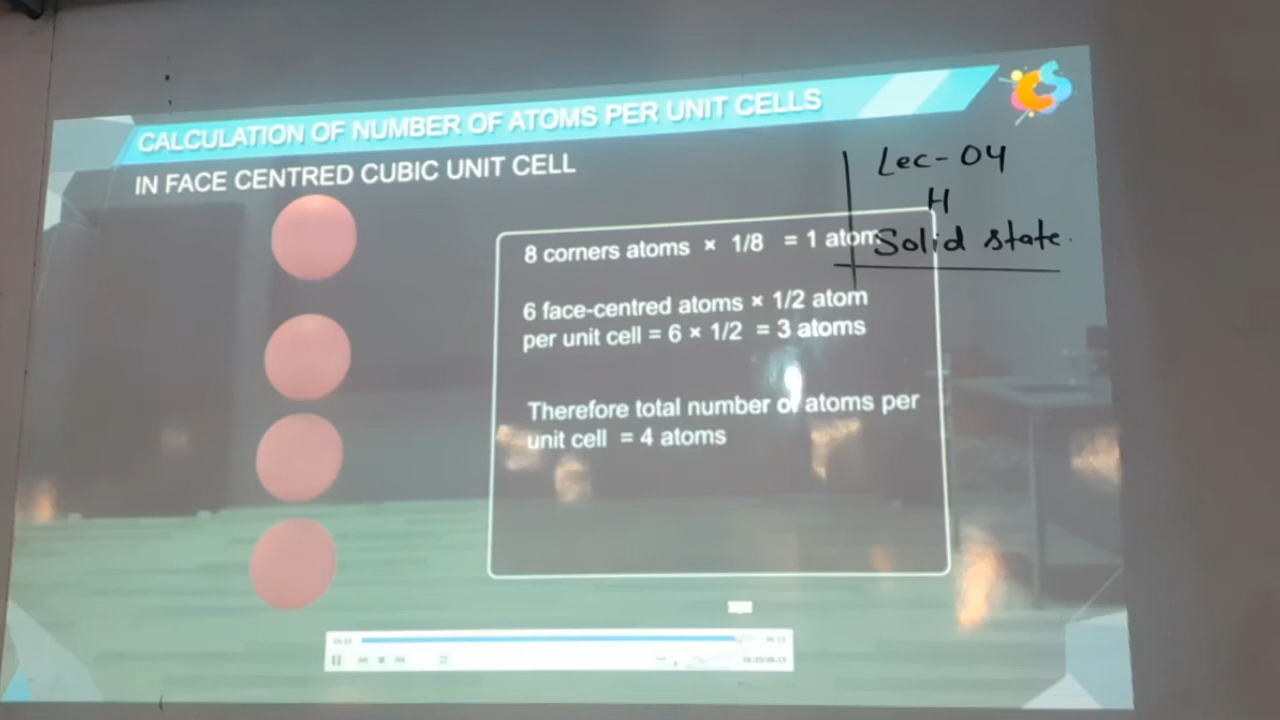 CALCULATION OF NUMBER OF ATOMS PER UNIT CELLS
CS
IN FACE CENTRED CUBIC UNIT CELL
Lec-04
H
Solid state.
8 corners atoms × 1/8 = 1 atom
6 face-centred atoms × 1/2 atom
per unit cell = 6 × 1/2 = 3 atoms
Therefore total number of atoms per
unit cell = 4 atoms